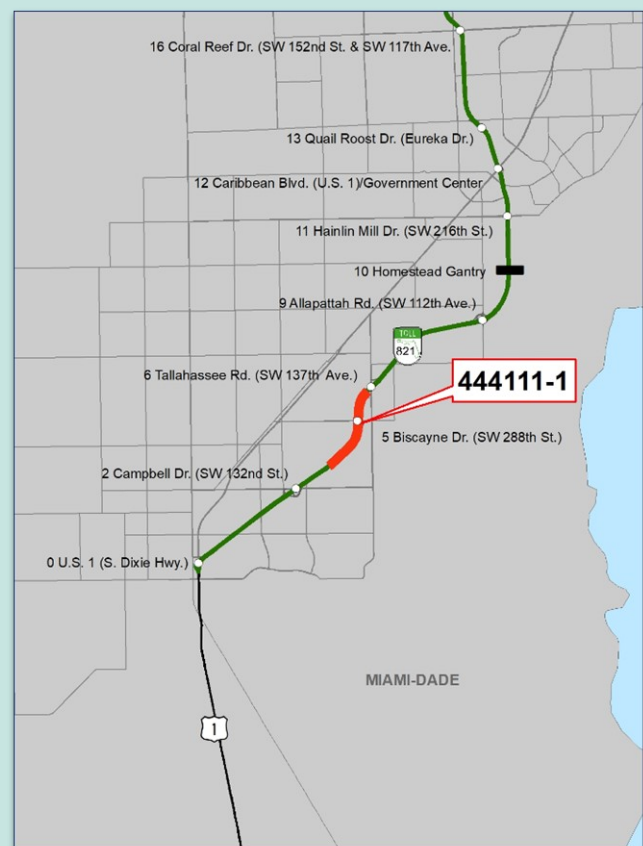 16 Coral Reef Dr. (SW 152nd St. & SW 117th Ave.
13 Quail Roost Dr. (Eureka Dr.)
12 Caribbean Blvd. (U.S. 1)/Government Center
11 Hainlin Mill Dr. (SW 216th St.)
10 Homestead Gantry
9 Allapattah Rd. (SW 112th Ave.)
TOLL
821
6 Tallahassee Rd. (SW 137th Ave.)
444111-1
5 Biscayne Dr. (SW 288th St.)
2 Campbell Dr. (SW 132nd St.)
0 U.S. 1 (S. Dixie Hwy.)
MIAMI-DADE
1